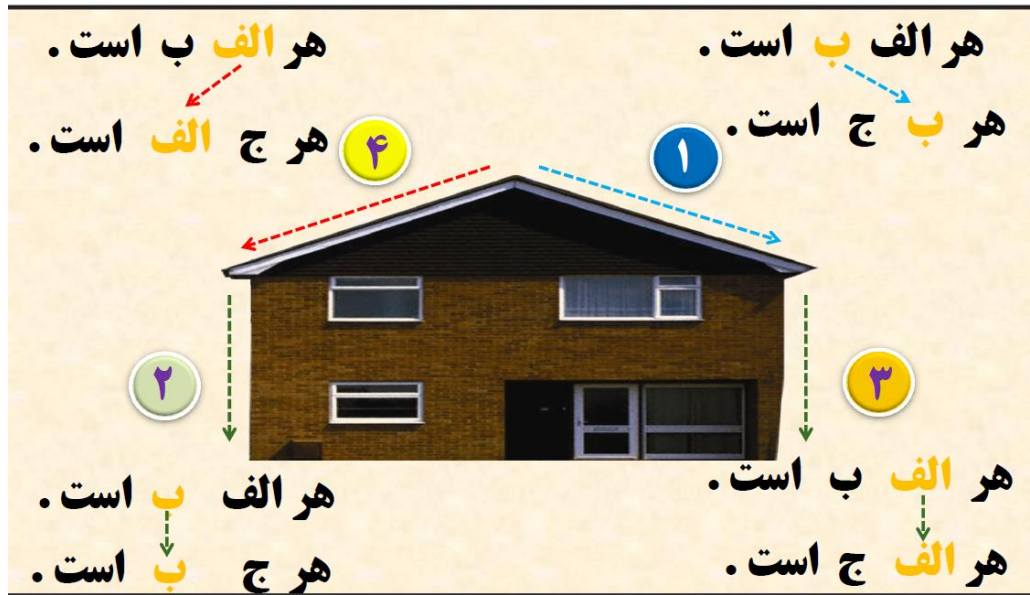 هر الف ب است.
هر ب ج است.
۱
هر الف ب است.
هر ج الف است.
۴
۳
هر الف ب است.
هر الف ج است.
۲
هر الف ب است.
هر ج ب است.